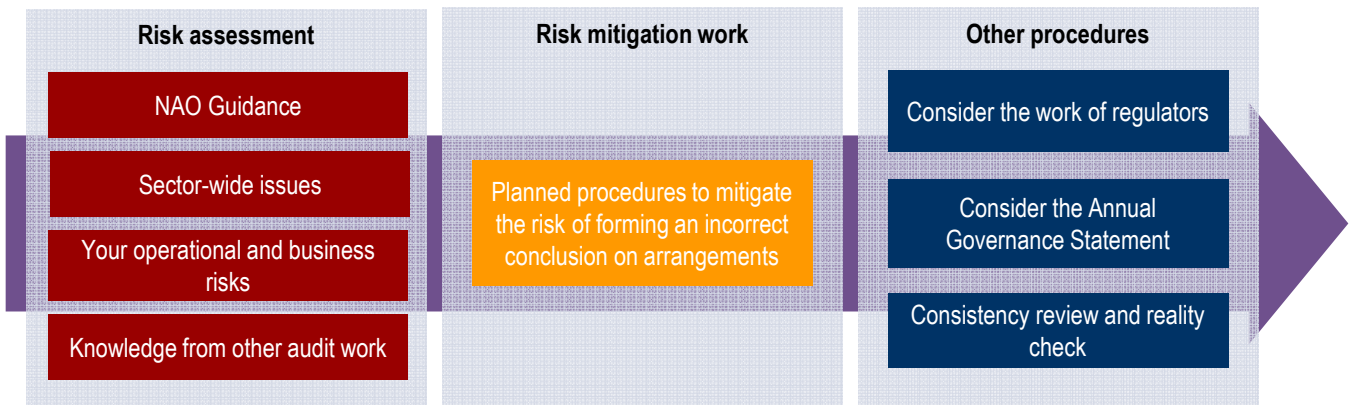 Risk assessment
NAO Guidance
Sector-wide issues
Your operational and business
risks
Knowledge from other audit work
Risk mitigation work
Planned procedures to mitigate
the risk of forming an incorrect
conclusion on arrangements
Other procedures
Consider the work of regulators
Consider the Annual
Governance Statement
Consistency review and reality
check